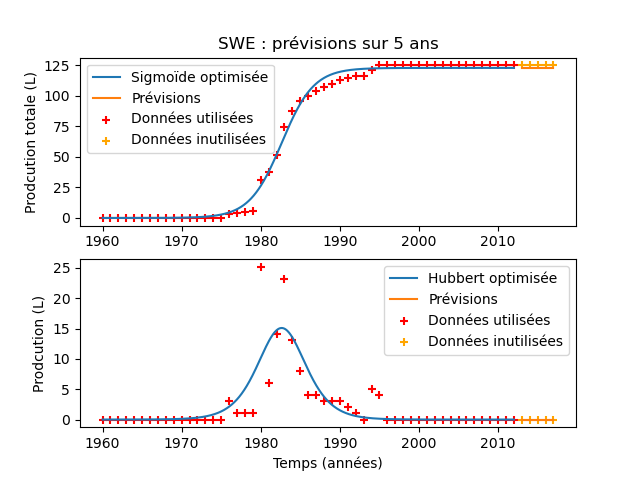 SWE : prévisions sur 5 ans
Prodcution totale (L)
125
100
75
50
25
0
Sigmoïde optimisée
Prévisions
Données utilisées
Données inutilisées
1960 1970 1980 1990 2000 2010
Prodcution (L)
25
20
15
10
5
0
Hubbert optimisée
Prévisions
Données utilisées
Données inutilisées
1960 1970 1980 1990 2000 2010
Temps (années)